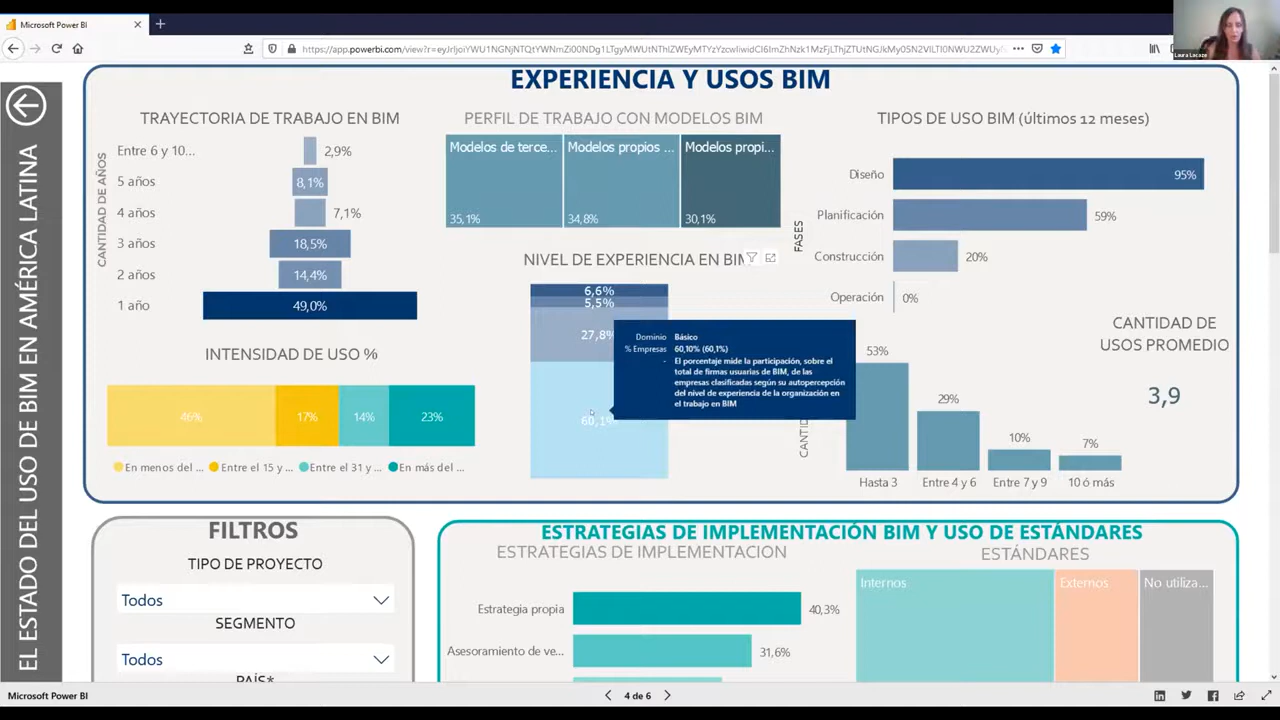 Microsoft Power BI
https://app.powerbi.com/view?r=
Laura Lacaze
EL ESTADO DEL USO DE BIM EN AMÉRICA LATINA
EXPERIENCIA Y USOS BIM
TRAYECTORIA DE TRABAJO EN BIM
CANTIDAD DE AÑOS
Entre 6 y 10... 2,9%
5 años 8,1%
4 años 7,1%
3 años 18,5%
2 años 14,4%
1 año 49,0%
INTENSIDAD DE USO %
46% 17% 14% 23%
En menos del ... Entre el 15 y ... Entre el 31 y ... En más del ...
PERFIL DE TRABAJO CON MODELOS BIM
Modelos de terce... Modelos propios ... Modelos propi...
35,1% 34,8% 30,1%
NIVEL DE EXPERIENCIA EN BIM
6,6%
5,5%
27,8%
60,1%
Dominio Básico
% Empresas 60,10% (60,1%)
- El porcentaje mide la participación, sobre el
total de firmas usuarias de BIM, de las
empresas clasificadas según su autopercepción
del nivel de experiencia de la organización en
el trabajo en BIM
TIPOS DE USO BIM (últimos 12 meses)
FASES
Diseño 95%
Planificación 59%
Construcción 20%
Operación 0%
53% 29% 10% 7%
Hasta 3 Entre 4 y 6 Entre 7 y 9 10 ó más
CANTIDAD DE
USOS PROMEDIO
3,9
FILTROS
TIPO DE PROYECTO
Todos
SEGMENTO
Todos
PAÍS*
ESTRATEGIAS DE IMPLEMENTACIÓN BIM Y USO DE ESTÁNDARES
ESTRATEGIAS DE IMPLEMENTACION
Estrategia propia 40,3%
Asesoramiento de ve... 31,6%
ESTÁNDARES
Internos Externos No utiliza...
Microsoft Power BI
4 de 6